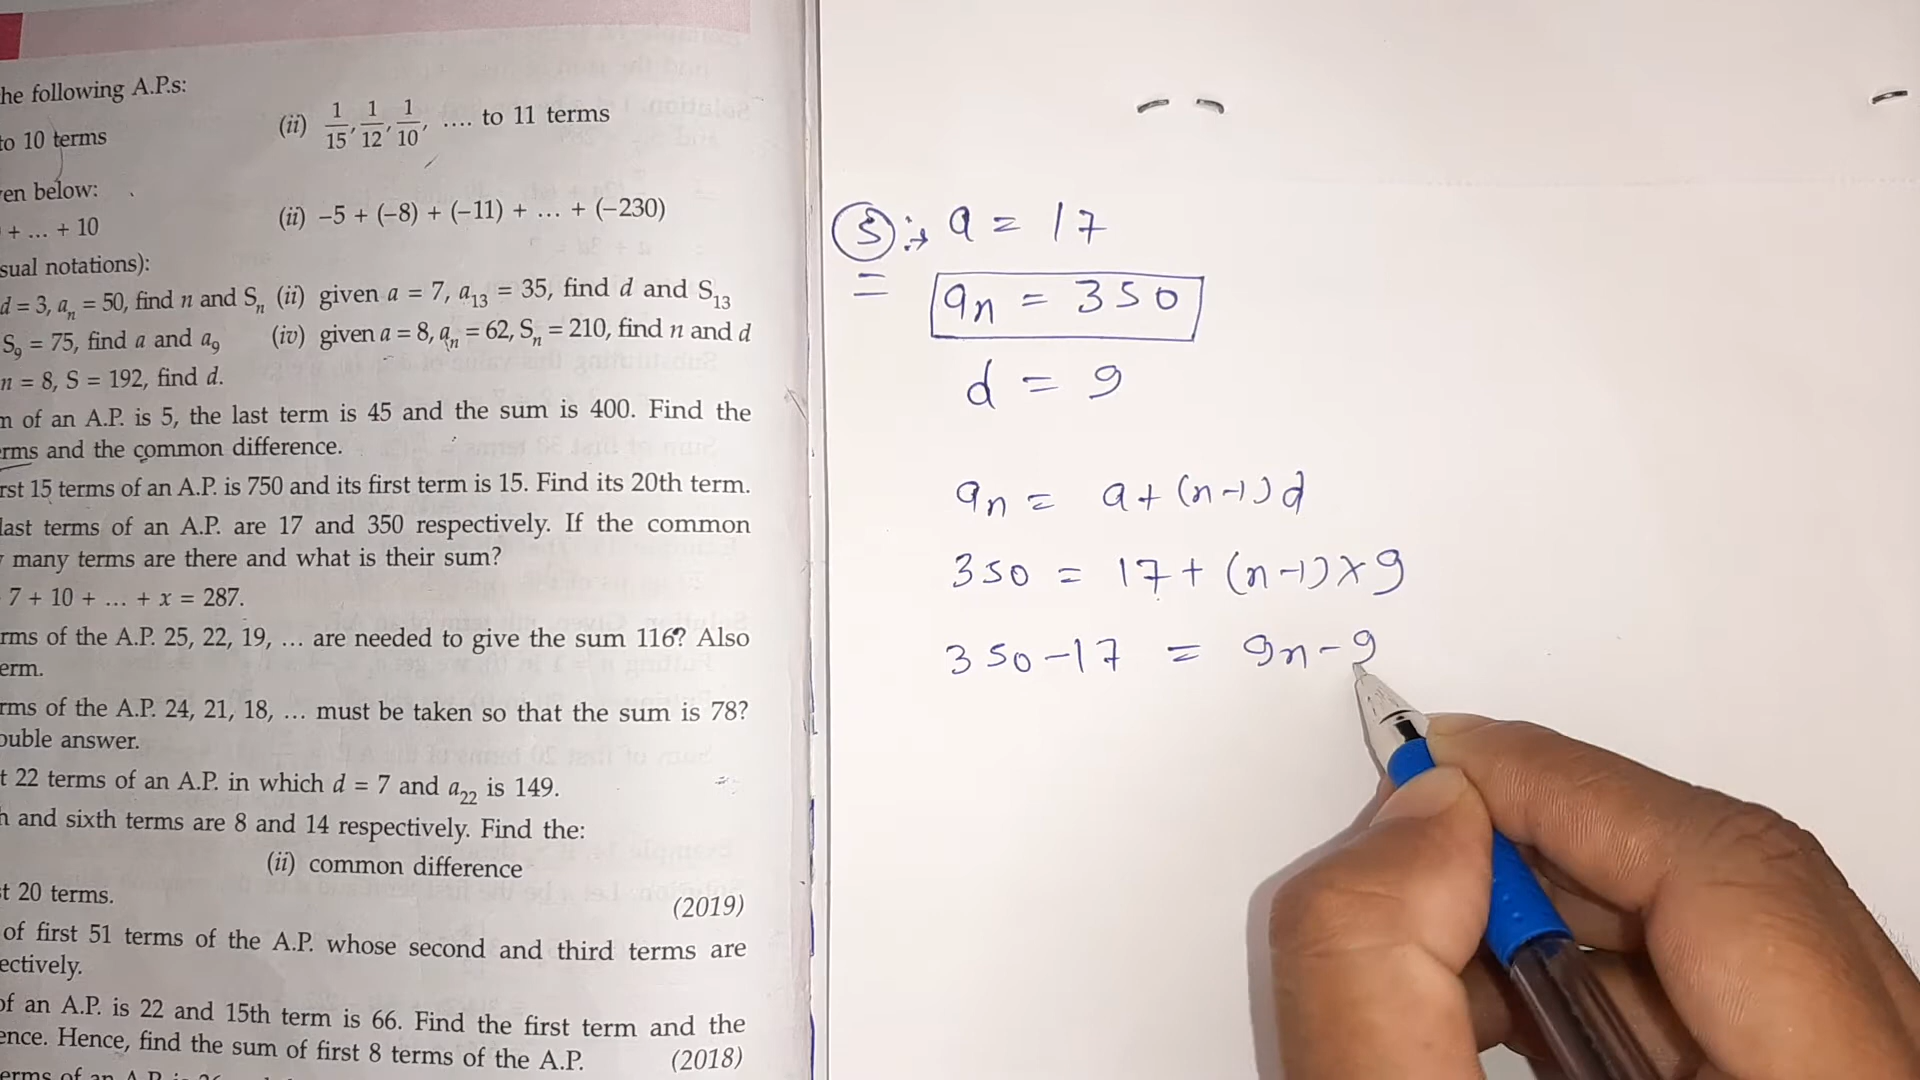 he following A.P.s:
to 10 terms
(ii) 1/15, 1/12, 1/10, .... to 11 terms
en below:
+ ... + 10
(ii) −5 + (−8) + (−11) + ... + (−230)
sual notations):
d = 3, aₙ = 50, find n and Sₙ (ii) given a = 7, a₁₃ = 35, find d and S₁₃
S₉ = 75, find a and a₉ (iv) given a = 8, aₙ = 62, Sₙ = 210, find n and d
n = 8, S = 192, find d.
m of an A.P. is 5, the last term is 45 and the sum is 400. Find the
erms and the common difference.
rst 15 terms of an A.P. is 750 and its first term is 15. Find its 20th term.
last terms of an A.P. are 17 and 350 respectively. If the common
many terms are there and what is their sum?
7 + 10 + ... + x = 287.
rms of the A.P. 25, 22, 19, ... are needed to give the sum 116? Also
erm.
rms of the A.P. 24, 21, 18, ... must be taken so that the sum is 78?
ouble answer.
t 22 terms of an A.P. in which d = 7 and a₂₂ is 149.
h and sixth terms are 8 and 14 respectively. Find the:
(ii) common difference
t 20 terms.
(2019)
of first 51 terms of the A.P. whose second and third terms are
ectively.
of an A.P. is 22 and 15th term is 66. Find the first term and the
ence. Hence, find the sum of first 8 terms of the A.P. (2018)
a = 17
aₙ = 350
d = 9
aₙ = a + (n-1)d
350 = 17 + (n-1) × 9
350 - 17 = 9n - 9